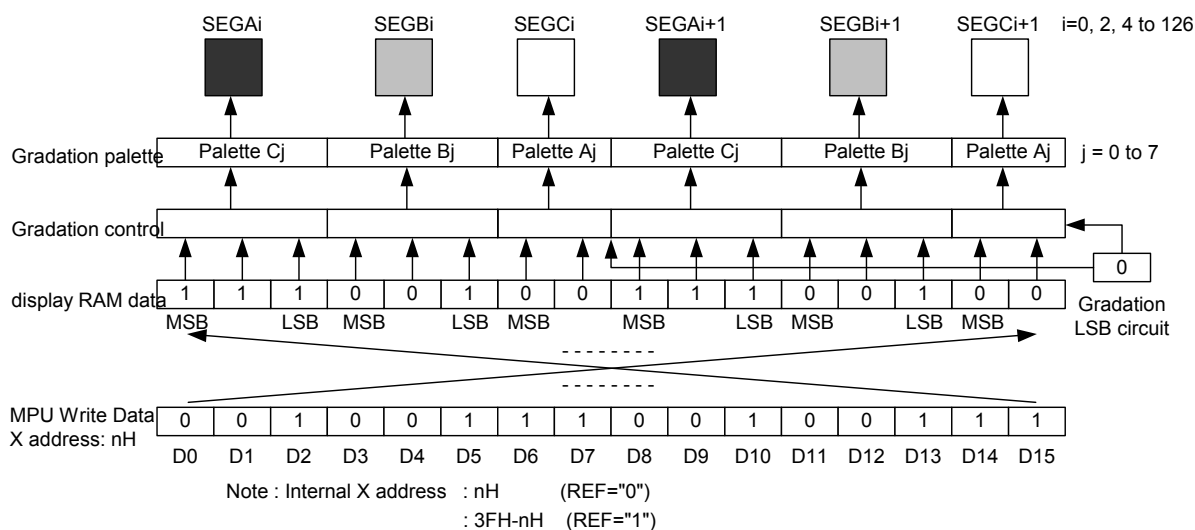 SEGAi SEGBi SEGCi SEGAi+1 SEGBi+1 SEGCi+1 i=0, 2, 4 to 126
Gradation palette Palette Cj Palette Bj Palette Aj Palette Cj Palette Bj Palette Aj j = 0 to 7
Gradation control
0
display RAM data 1 1 1 0 0 1 0 0 1 1 1 0 0 1 0 0
Gradation
LSB circuit
MSB LSB MSB LSB MSB MSB LSB MSB LSB MSB
MPU Write Data
X address: nH
0 0 1 0 0 1 1 1 0 0 1 0 0 1 1 1
D0 D1 D2 D3 D4 D5 D6 D7 D8 D9 D10 D11 D12 D13 D14 D15
Note : Internal X address : nH (REF="0")
: 3FH-nH (REF="1")